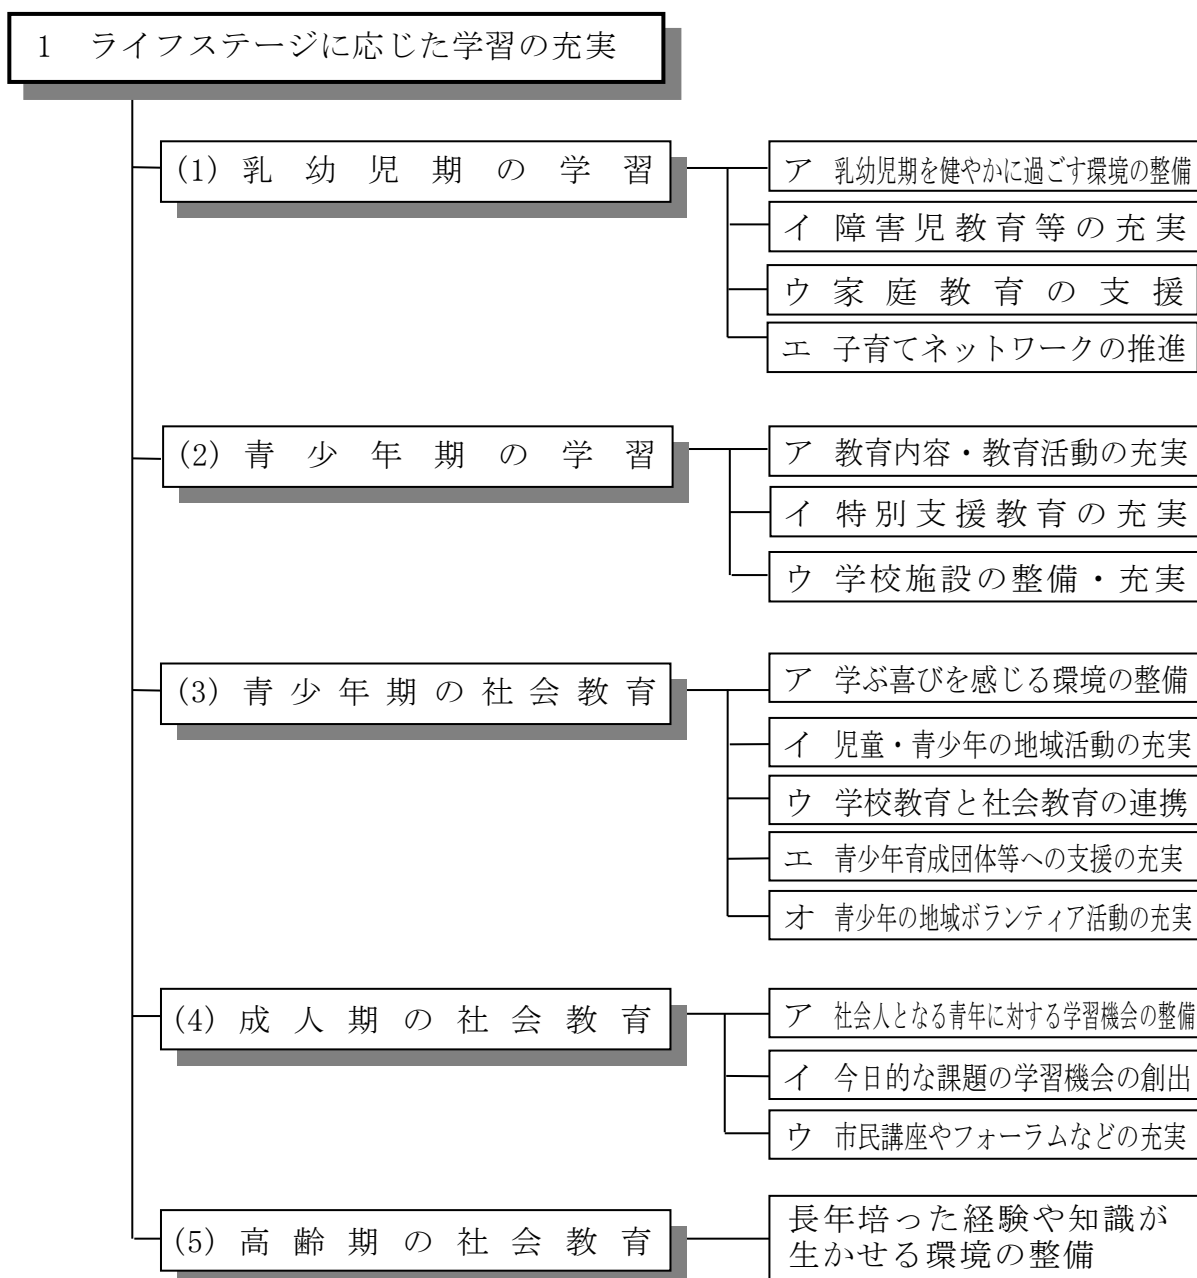 1 ライフステージに応じた学習の充実
(1) 乳幼児期の学習
ア 乳幼児期を健やかに過ごす環境の整備
イ 障害児教育等の充実
ウ 家庭教育の支援
エ 子育てネットワークの推進
(2) 青少年期の学習
ア 教育内容・教育活動の充実
イ 特別支援教育の充実
ウ 学校施設の整備・充実
(3) 青少年期の社会教育
ア 学ぶ喜びを感じる環境の整備
イ 児童・青少年の地域活動の充実
ウ 学校教育と社会教育の連携
エ 青少年育成団体等への支援の充実
オ 青少年の地域ボランティア活動の充実
(4) 成人期の社会教育
ア 社会人となる青年に対する学習機会の整備
イ 今日的な課題の学習機会の創出
ウ 市民講座やフォーラムなどの充実
(5) 高齢期の社会教育
長年培った経験や知識が
生かせる環境の整備